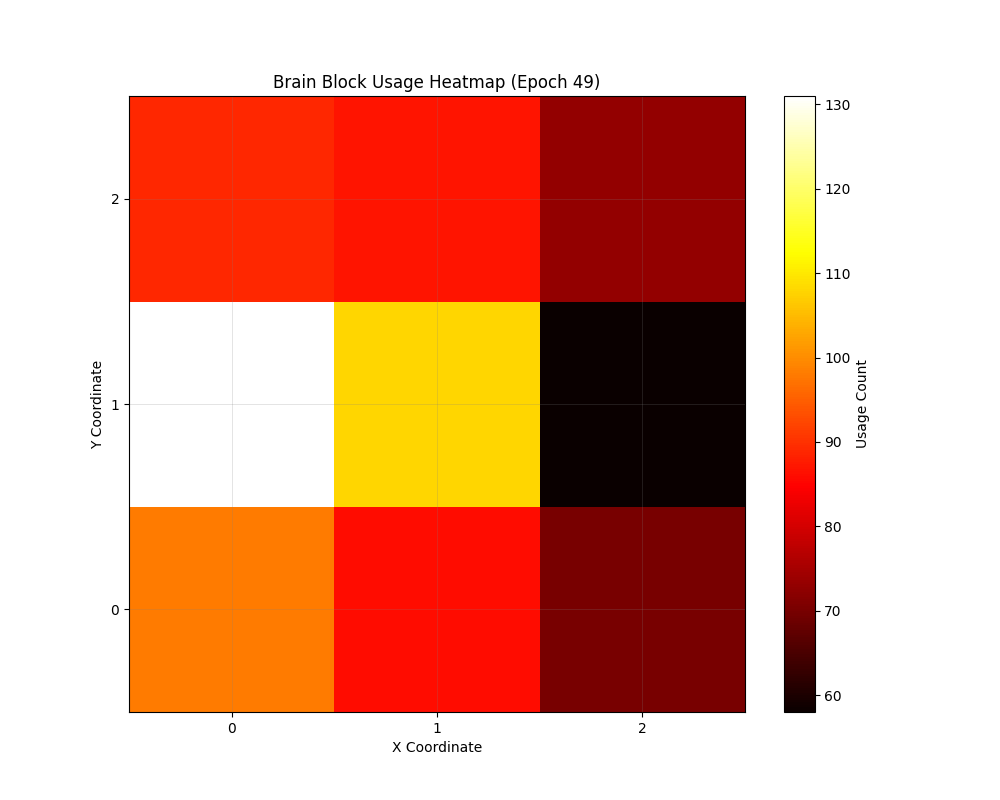 Brain Block Usage Heatmap (Epoch 49)
130
120
110
100
90
80
70
60
Usage Count
2
1
0
Y Coordinate
0 1 2
X Coordinate